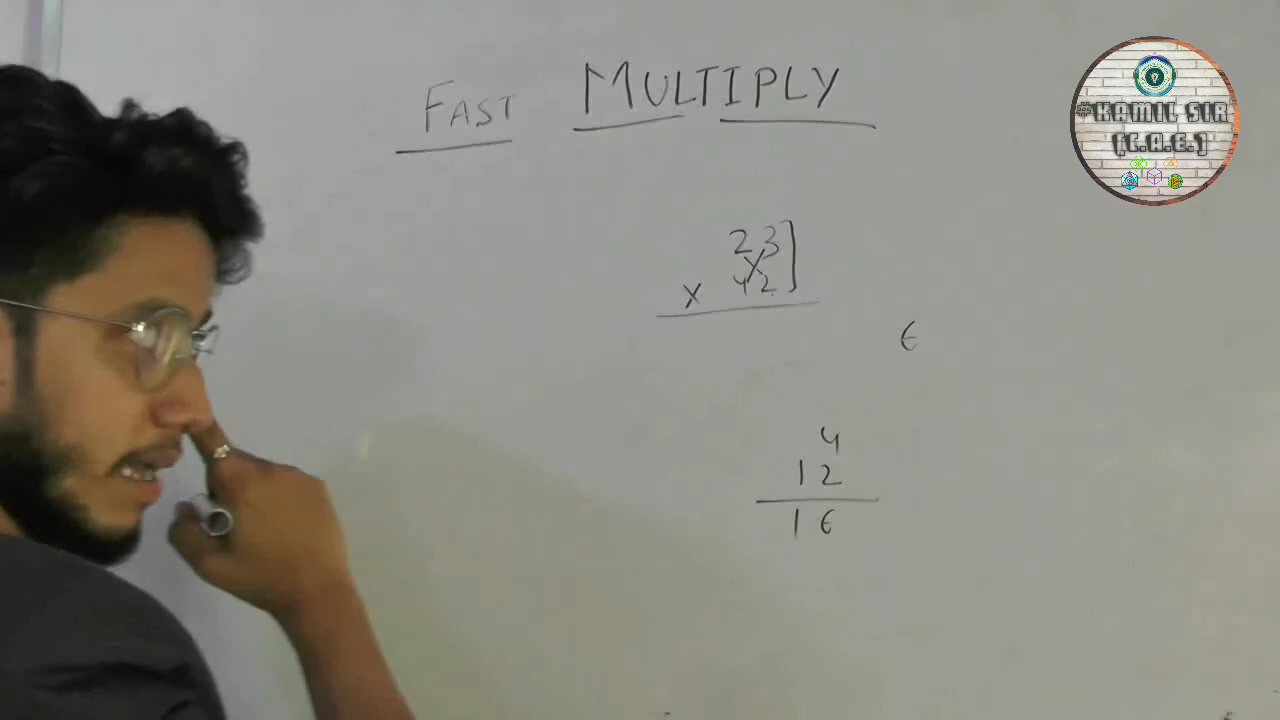 FAST MULTIPLY
#KAMIL SIR
[C.A.E.]
23]
x 42
6
4
12
16